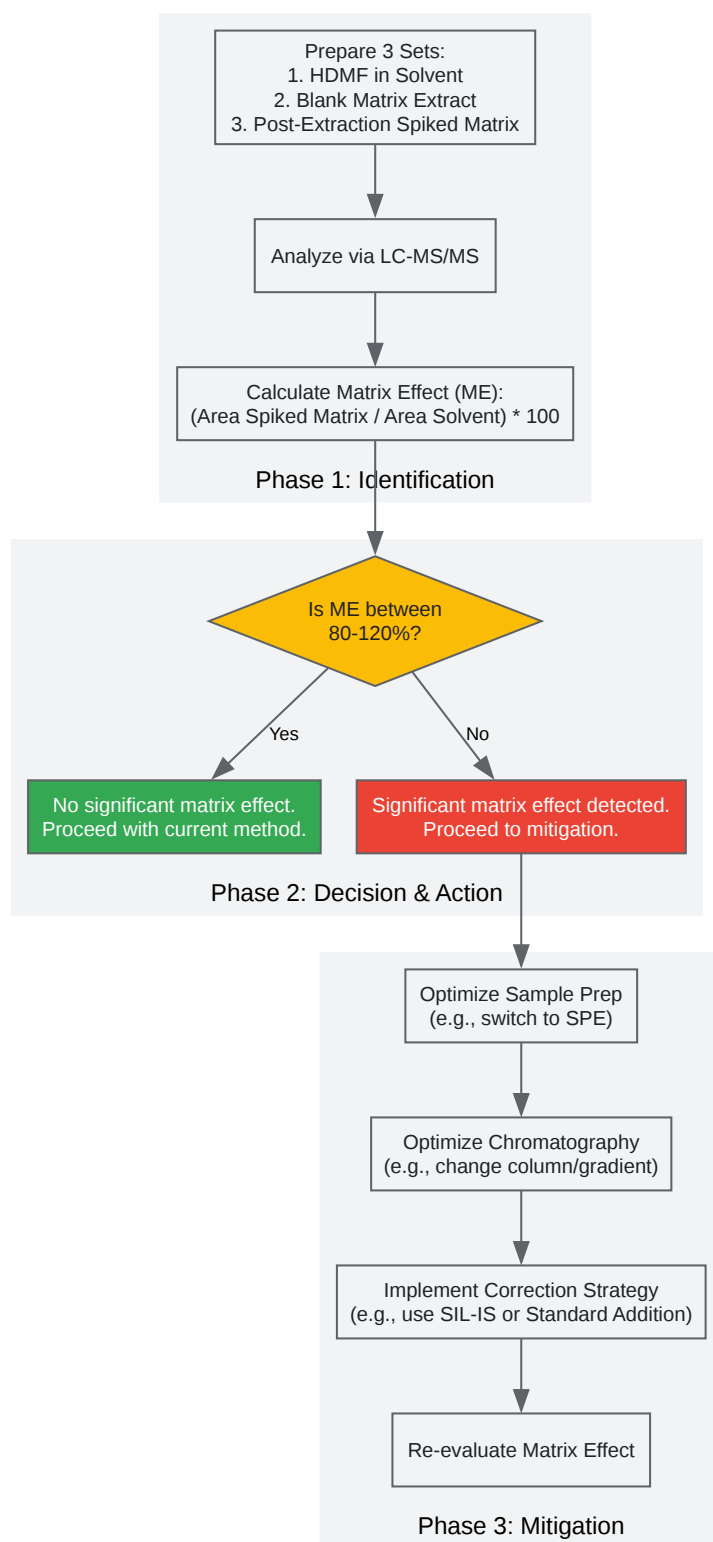 Prepare 3 Sets:
1. HDMF in Solvent
2. Blank Matrix Extract
3. Post-Extraction Spiked Matrix
Analyze via LC-MS/MS
Calculate Matrix Effect (ME):
(Area Spiked Matrix / Area Solvent) * 100
Phase 1: Identification
Is ME between
80-120%?
Yes
No
No significant matrix effect.
Proceed with current method.
Significant matrix effect detected.
Proceed to mitigation.
Phase 2: Decision & Action
Optimize Sample Prep
(e.g., switch to SPE)
Optimize Chromatography
(e.g., change column/gradient)
Implement Correction Strategy
(e.g., use SIL-IS or Standard Addition)
Re-evaluate Matrix Effect
Phase 3: Mitigation